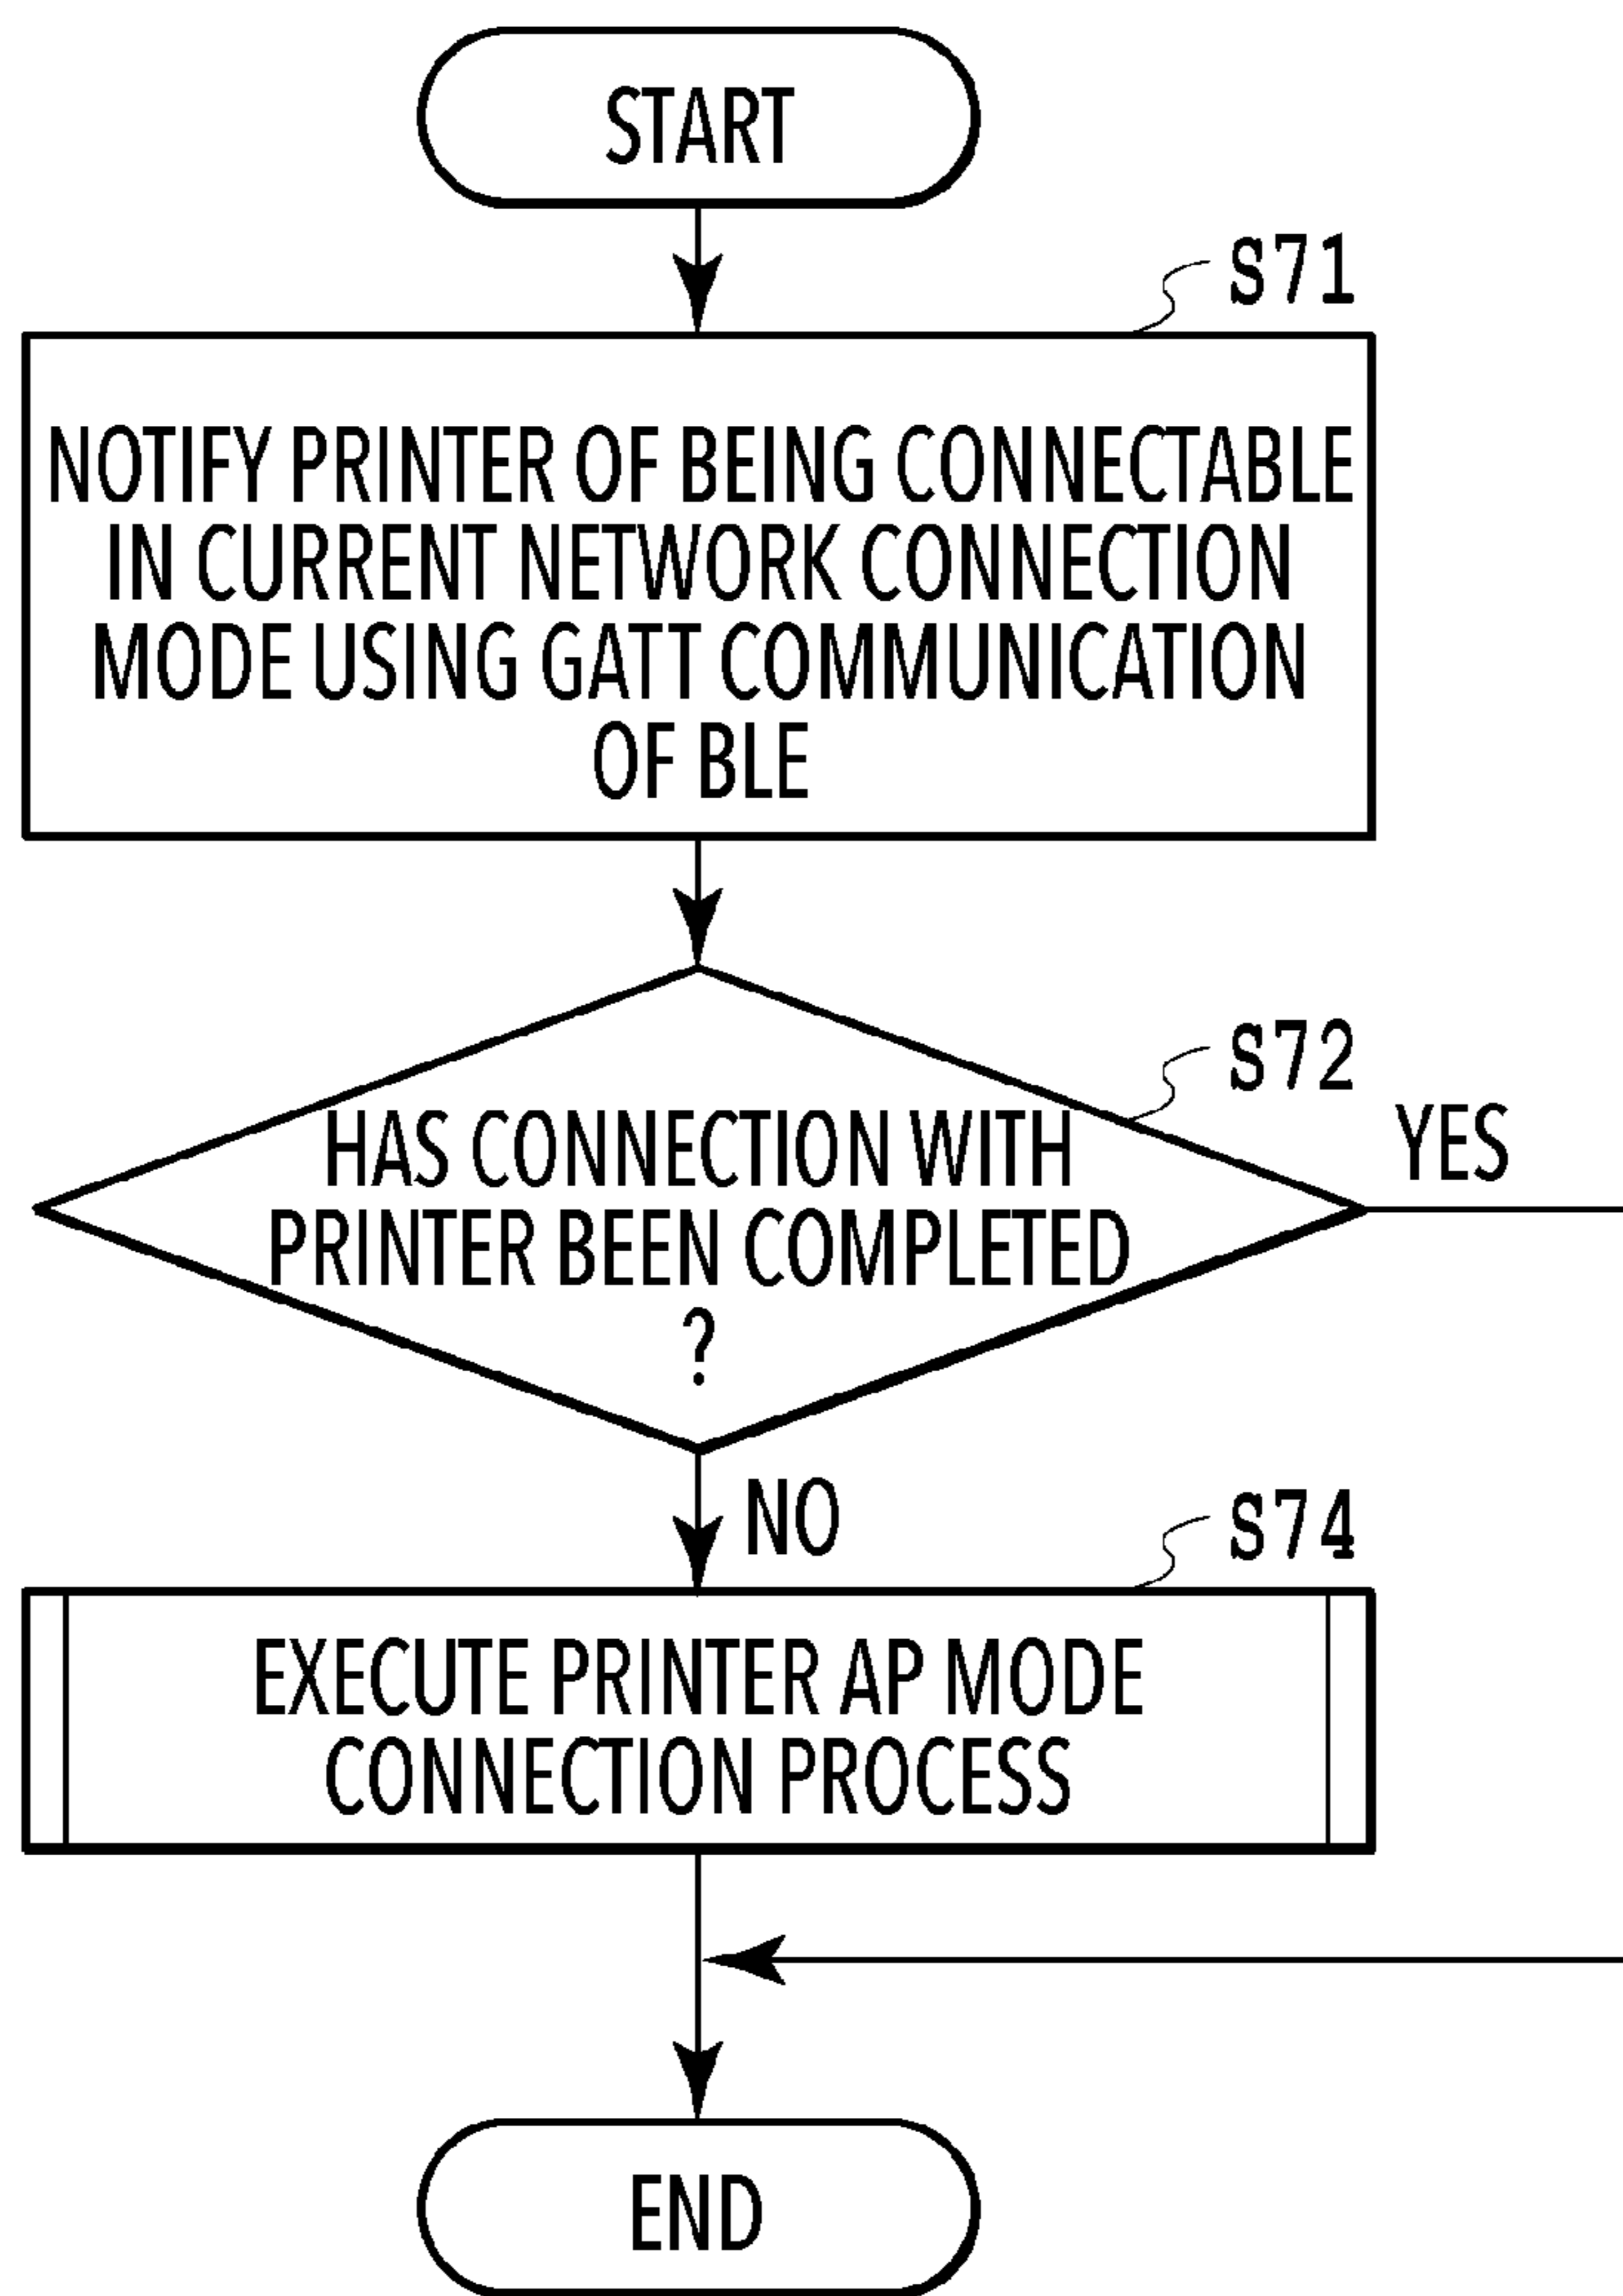 START
S71
NOTIFY PRINTER OF BEING CONNECTABLE
IN CURRENT NETWORK CONNECTION
MODE USING GATT COMMUNICATION
OF BLE
S72
YES
HAS CONNECTION WITH
PRINTER BEEN COMPLETED
?
NO
S74
EXECUTE PRINTER AP MODE
CONNECTION PROCESS
END